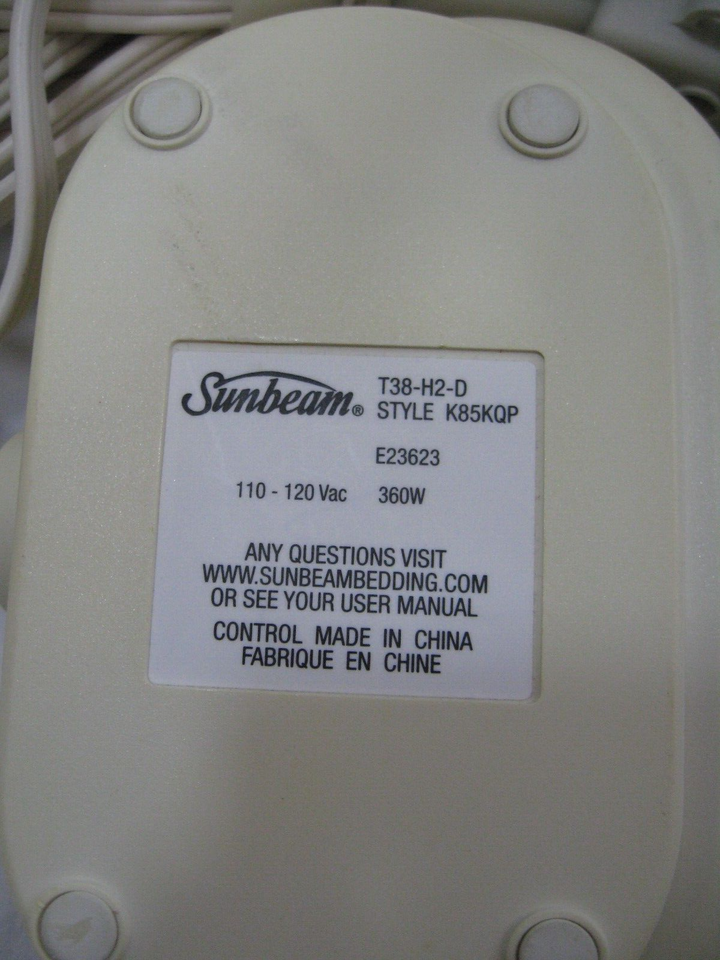 Sunbeam® T38-H2-D
STYLE K85KQP
E23623
110 - 120 Vac 360W
ANY QUESTIONS VISIT
WWW.SUNBEAMBEDDING.COM
OR SEE YOUR USER MANUAL
CONTROL MADE IN CHINA
FABRIQUE EN CHINE